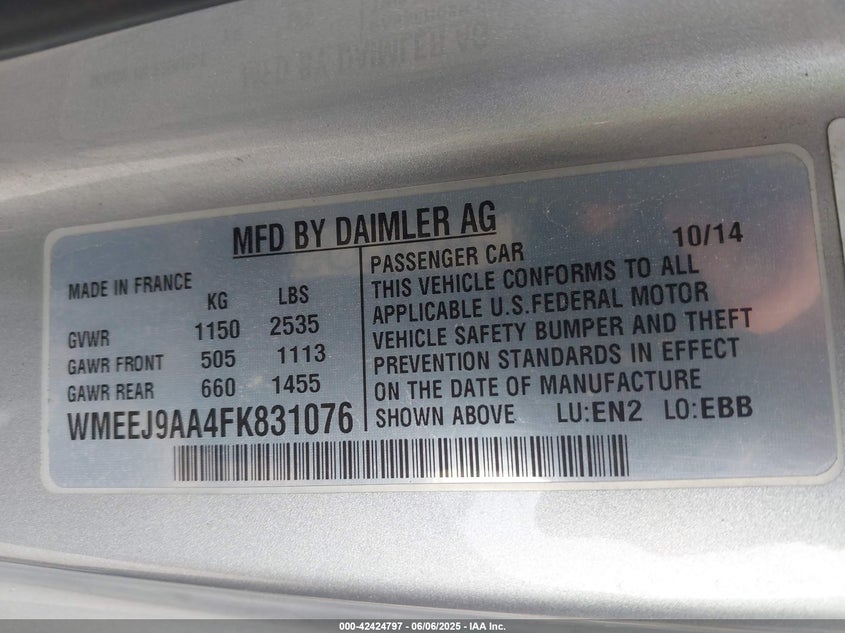 MFD BY DAIMLER AG
10/14
MADE IN FRANCE
KG LBS
GVWR 1150 2535
GAWR FRONT 505 1113
GAWR REAR 660 1455
WMEEJ9AA4FK831076
PASSENGER CAR
THIS VEHICLE CONFORMS TO ALL
APPLICABLE U.S.FEDERAL MOTOR
VEHICLE SAFETY BUMPER AND THEFT
PREVENTION STANDARDS IN EFFECT
ON THE DATE OF MANUFACTURE
SHOWN ABOVE LU:EN2 LO:EBB
000-42424797 - 06/06/2025 - IAA Inc.